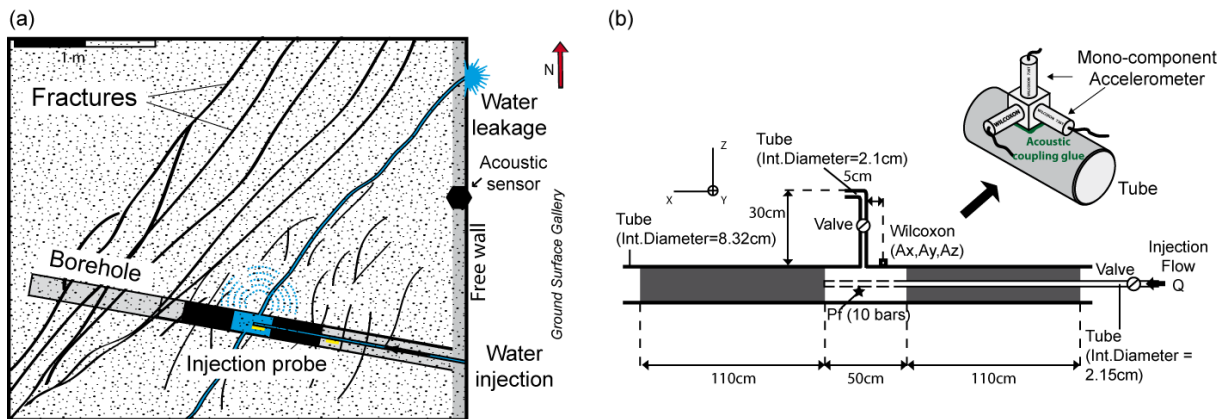 (a)
1 m
Fractures
N
Water
leakage
Acoustic
sensor
Free wall
Ground Surface Gallery
Borehole
Injection probe
Water
injection
(b)
Mono-component
Accelerometer
WILCOXON
Acoustic
coupling glue
Tube
Z
X
Y
Tube
(Int.Diameter=2.1cm)
5cm
30cm
Valve
Wilcoxon
(Ax,Ay,Az)
Tube
(Int.Diameter=8.32cm)
Injection
Flow
Q
Valve
Pf (10 bars)
Tube
(Int.Diameter =
2.15cm)
110cm
50cm
110cm